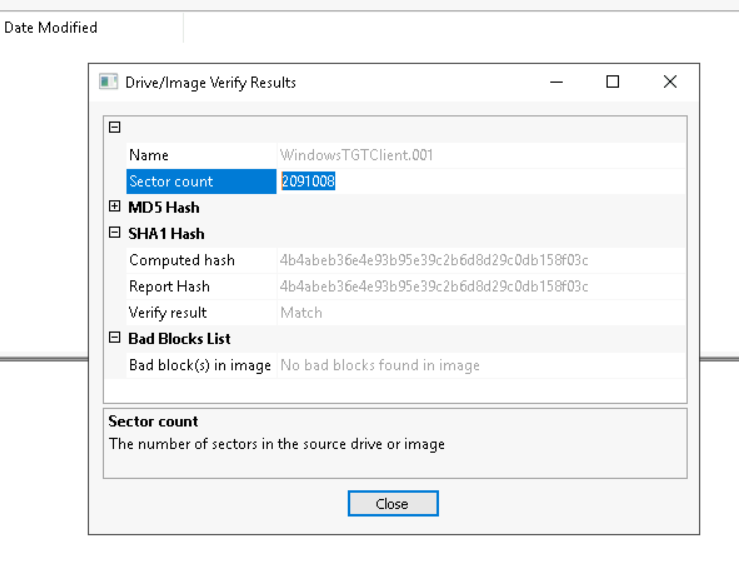 Date Modified
Drive/Image Verify Results
Name WindowsTGTClient.001
Sector count 2091008
MD5 Hash
SHA1 Hash
Computed hash 4b4abeb36e4e93b95e39c2b6d8d29c0db158f03c
Report Hash 4b4abeb36e4e93b95e39c2b6d8d29c0db158f03c
Verify result Match
Bad Blocks List
Bad block(s) in image No bad blocks found in image
Sector count
The number of sectors in the source drive or image
Close